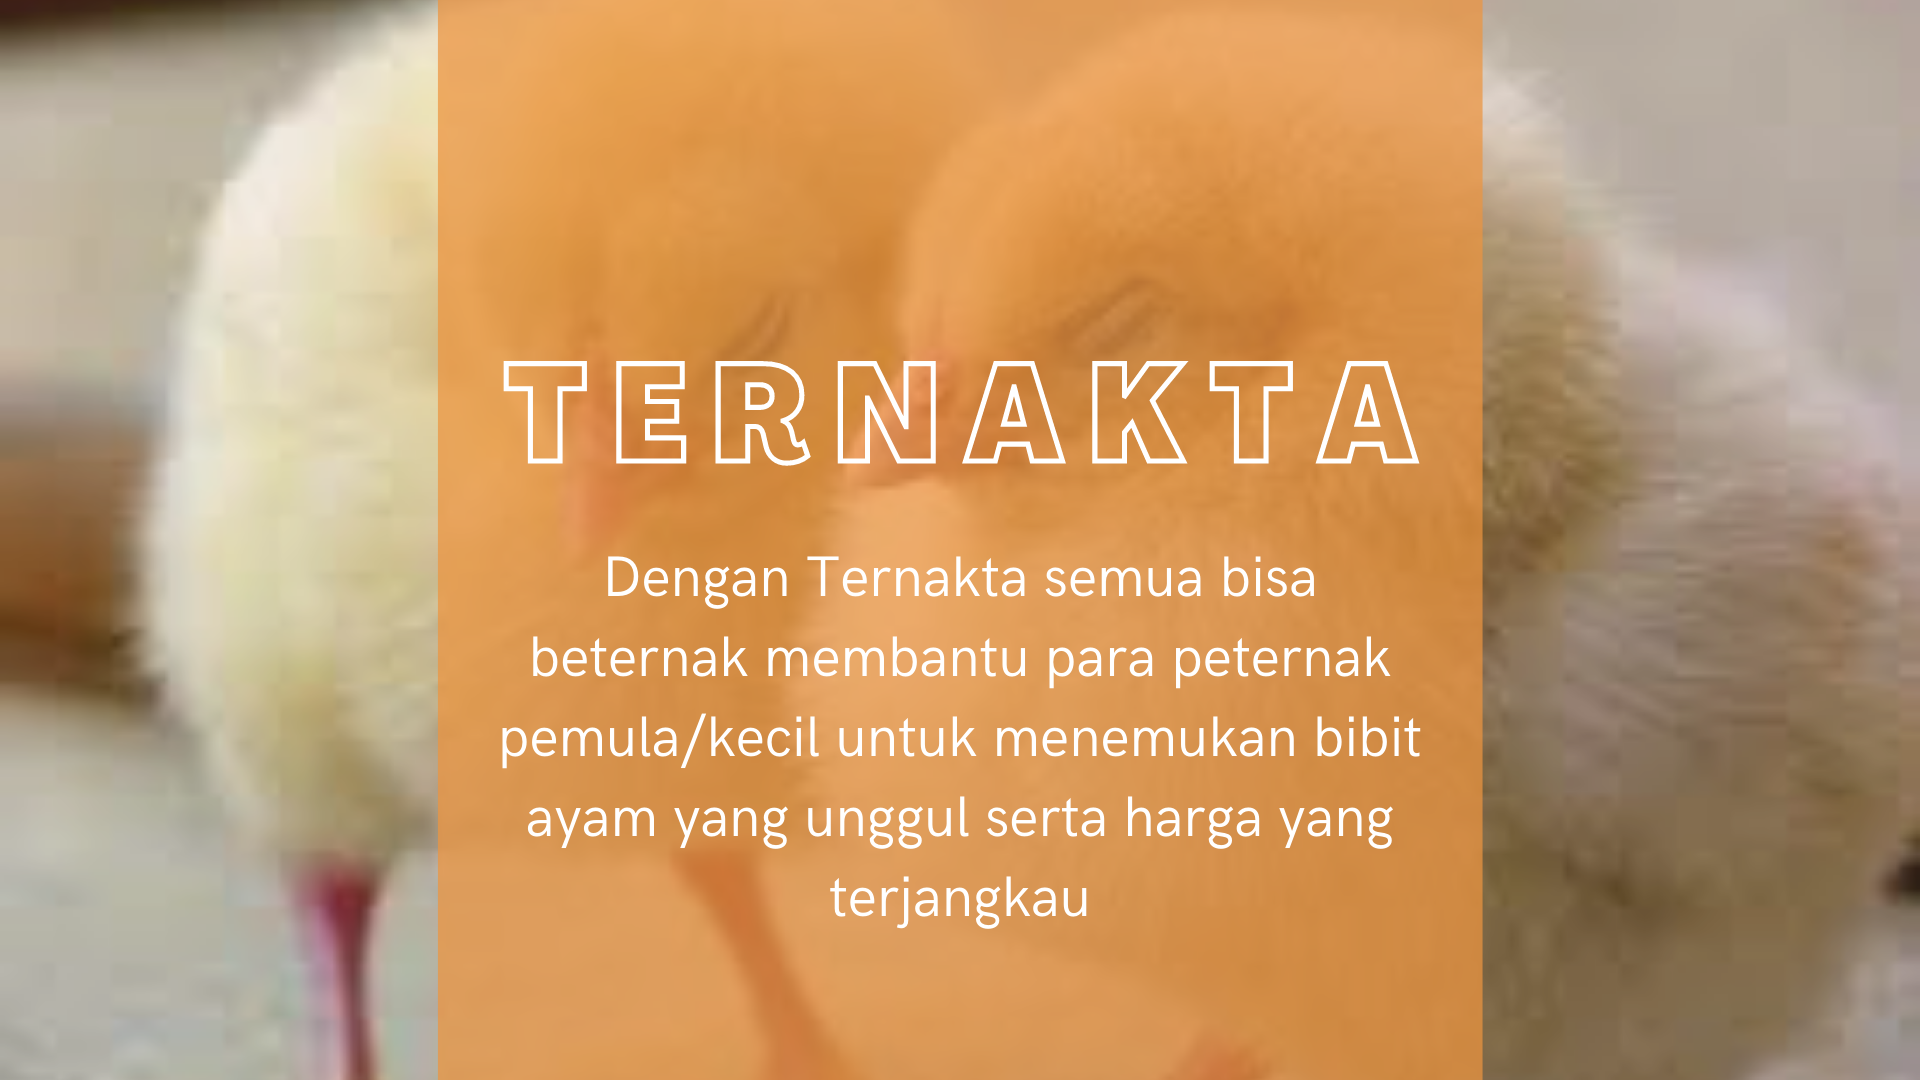 TERNAKTA
Dengan Ternakta semua bisa
beternak membantu para peternak
pemula/kecil untuk menemukan bibit
ayam yang unggul serta harga yang
terjangkau